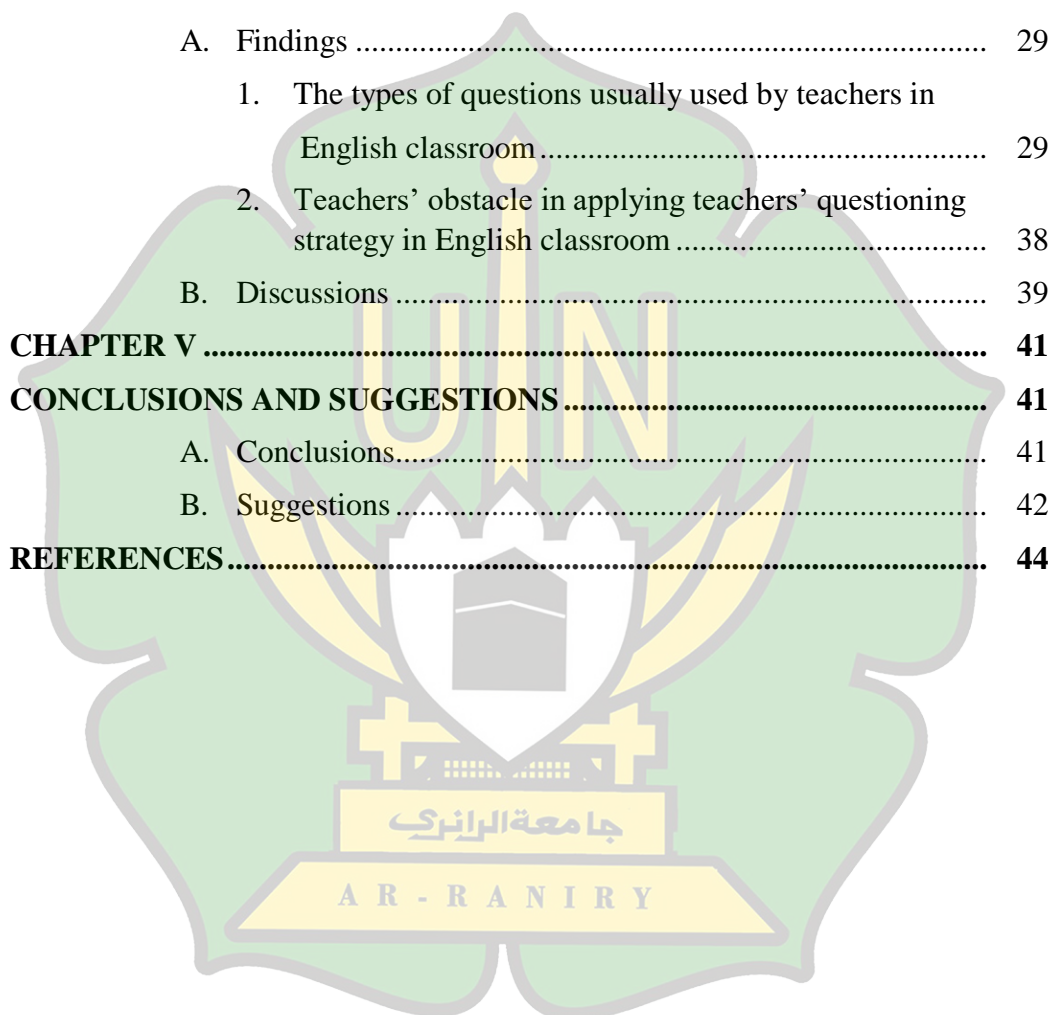 A. Findings ........................................................................ 29
1. The types of questions usually used by teachers in
English classroom ................................................... 29
2. Teachers’ obstacle in applying teachers’ questioning
strategy in English classroom ................................... 38
B. Discussions ................................................................... 39
CHAPTER V ........................................................................................... 41
CONCLUSIONS AND SUGGESTIONS ................................................ 41
A. Conclusions................................................................... 41
B. Suggestions ................................................................... 42
REFERENCES ........................................................................................ 44
UIN
جامعة الرانري
AR-RANIRY